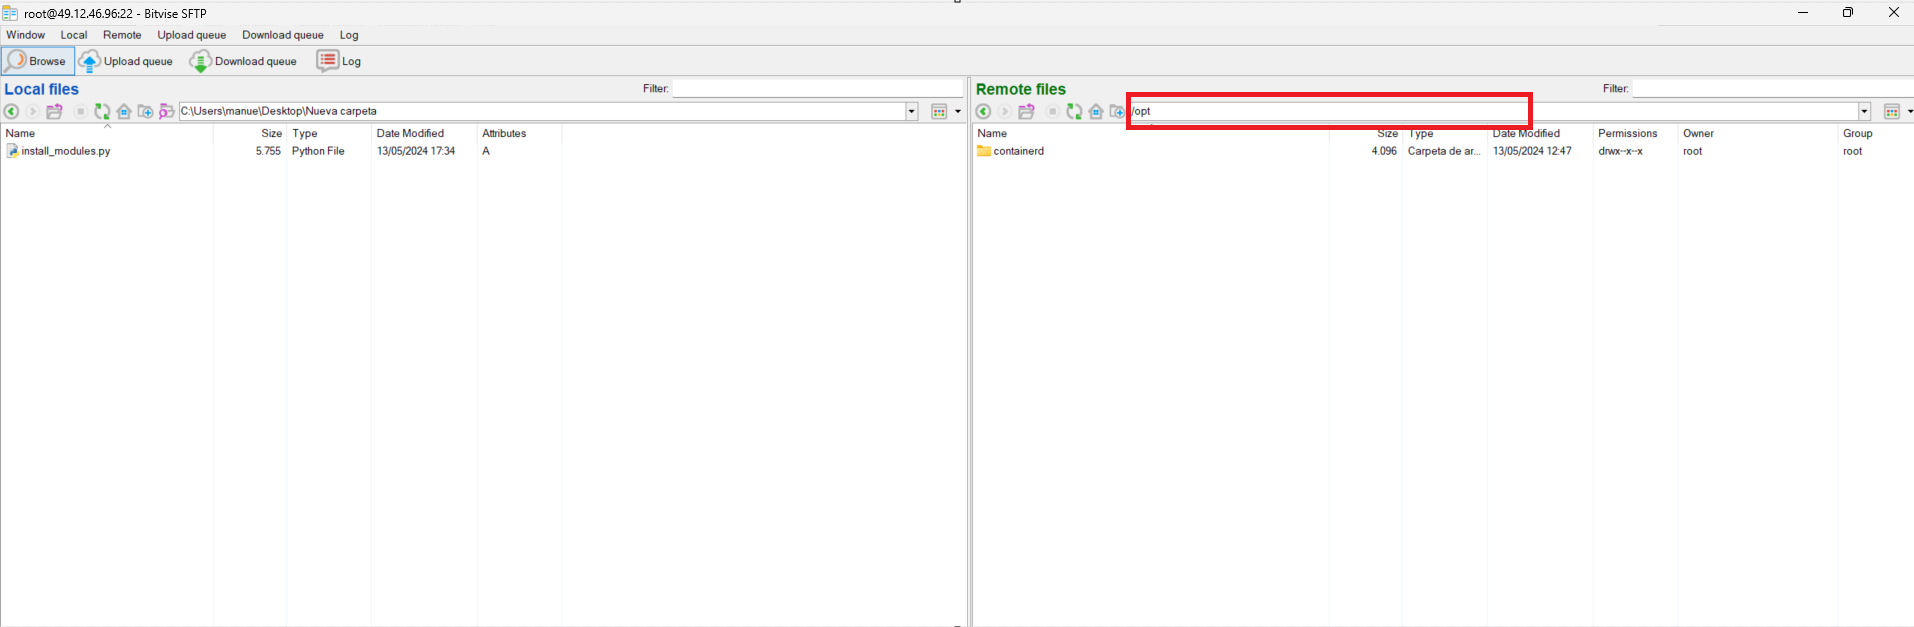 root@49.12.46.96:22 - Bitvise SFTP
Window Local Remote Upload queue Download queue Log
Browse Upload queue Download queue Log
Local files Filter:
C:\Users\manue\Desktop\Nueva carpeta
Name Size Type Date Modified Attributes
install_modules.py 5.755 Python File 13/05/2024 17:34 A
Remote files Filter:
/opt
Name Size Type Date Modified Permissions Owner Group
containerd 4.096 Carpeta de ar... 13/05/2024 12:47 drwx--x--x root root